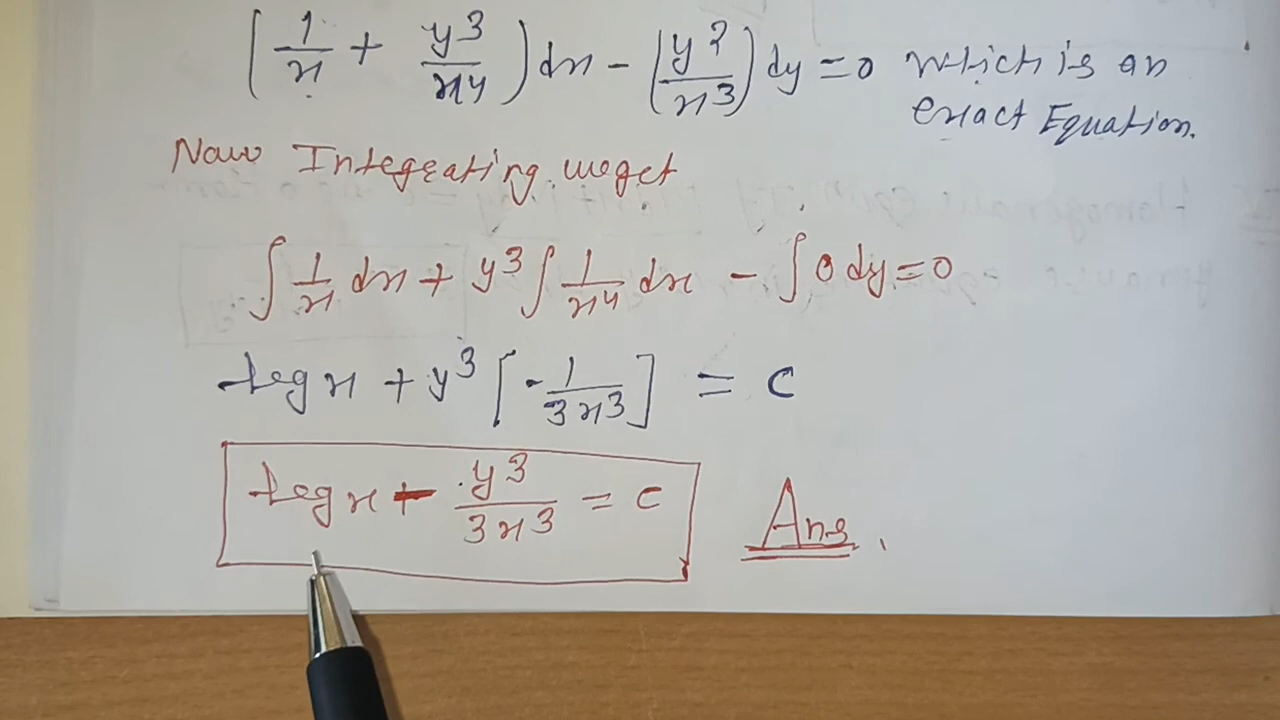 (1/x + y³/x⁴) dx - (y²/x³) dy = 0 which is an
exact Equation.
Now Integrating we get
∫ 1/x dx + y³ ∫ 1/x⁴ dx - ∫ 0 dy = 0
log x + y³ [- 1/3x³] = c
log x - y³/3x³ = c Ans.